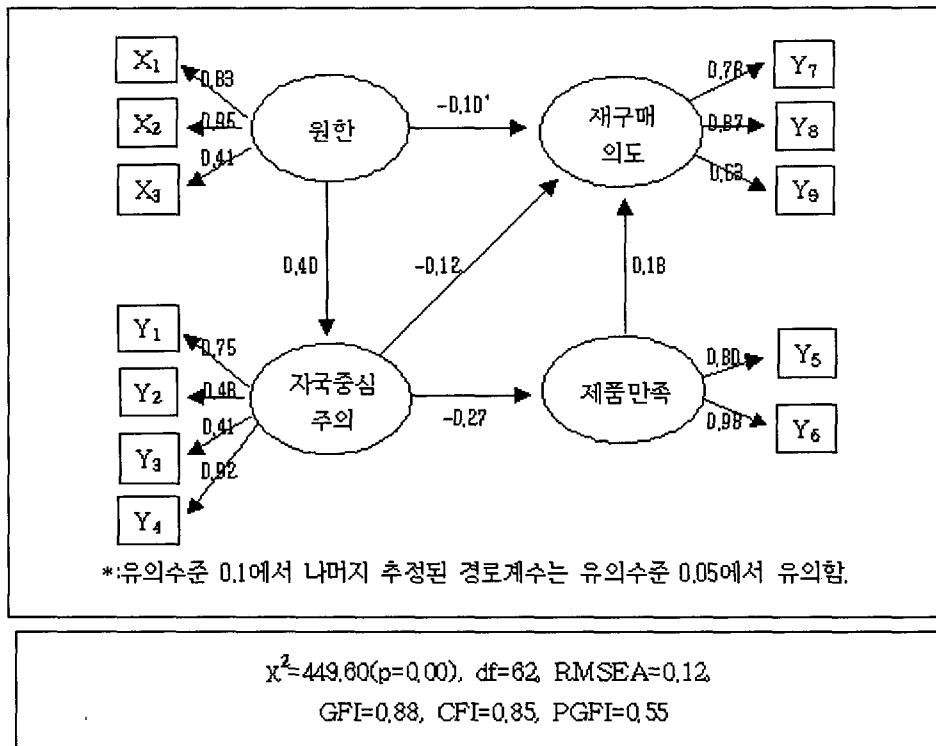 X₁
0.83
X₂
0.95
X₃
0.41
원한
-0.10*
재구매
의도
0.78
Y₇
0.87
Y₈
0.63
Y₉
0.40
-0.12
0.18
Y₁
0.75
Y₂
0.48
Y₃
0.41
Y₄
0.92
자국중심
주의
-0.27
제품만족
0.80
Y₅
0.98
Y₆
*:유의수준 0.1에서 나머지 추정된 경로계수는 유의수준 0.05에서 유의함.
χ²=449.60(p=0.00), df=62, RMSEA=0.12,
GFI=0.88, CFI=0.85, PGFI=0.55